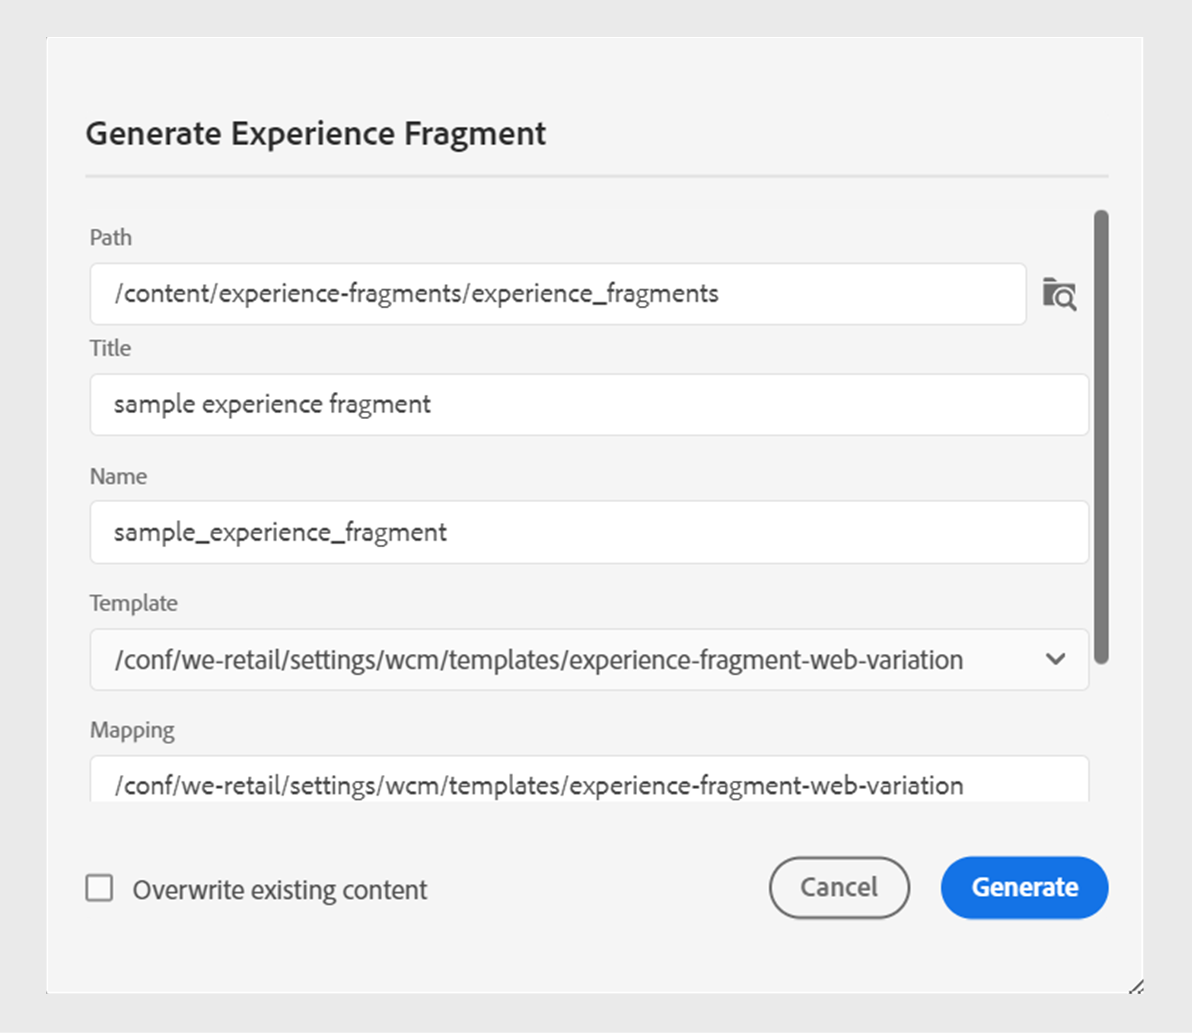 Generate Experience Fragment
Path
/content/experience-fragments/experience_fragments
Title
sample experience fragment
Name
sample_experience_fragment
Template
/conf/we-retail/settings/wcm/templates/experience-fragment-web-variation
Mapping
/conf/we-retail/settings/wcm/templates/experience-fragment-web-variation
Overwrite existing content
Cancel
Generate